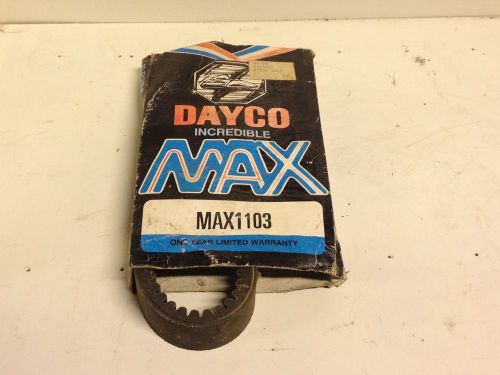 DAYCO
INCREDIBLE
MAX
MAX1103
ONE YEAR LIMITED WARRANTY